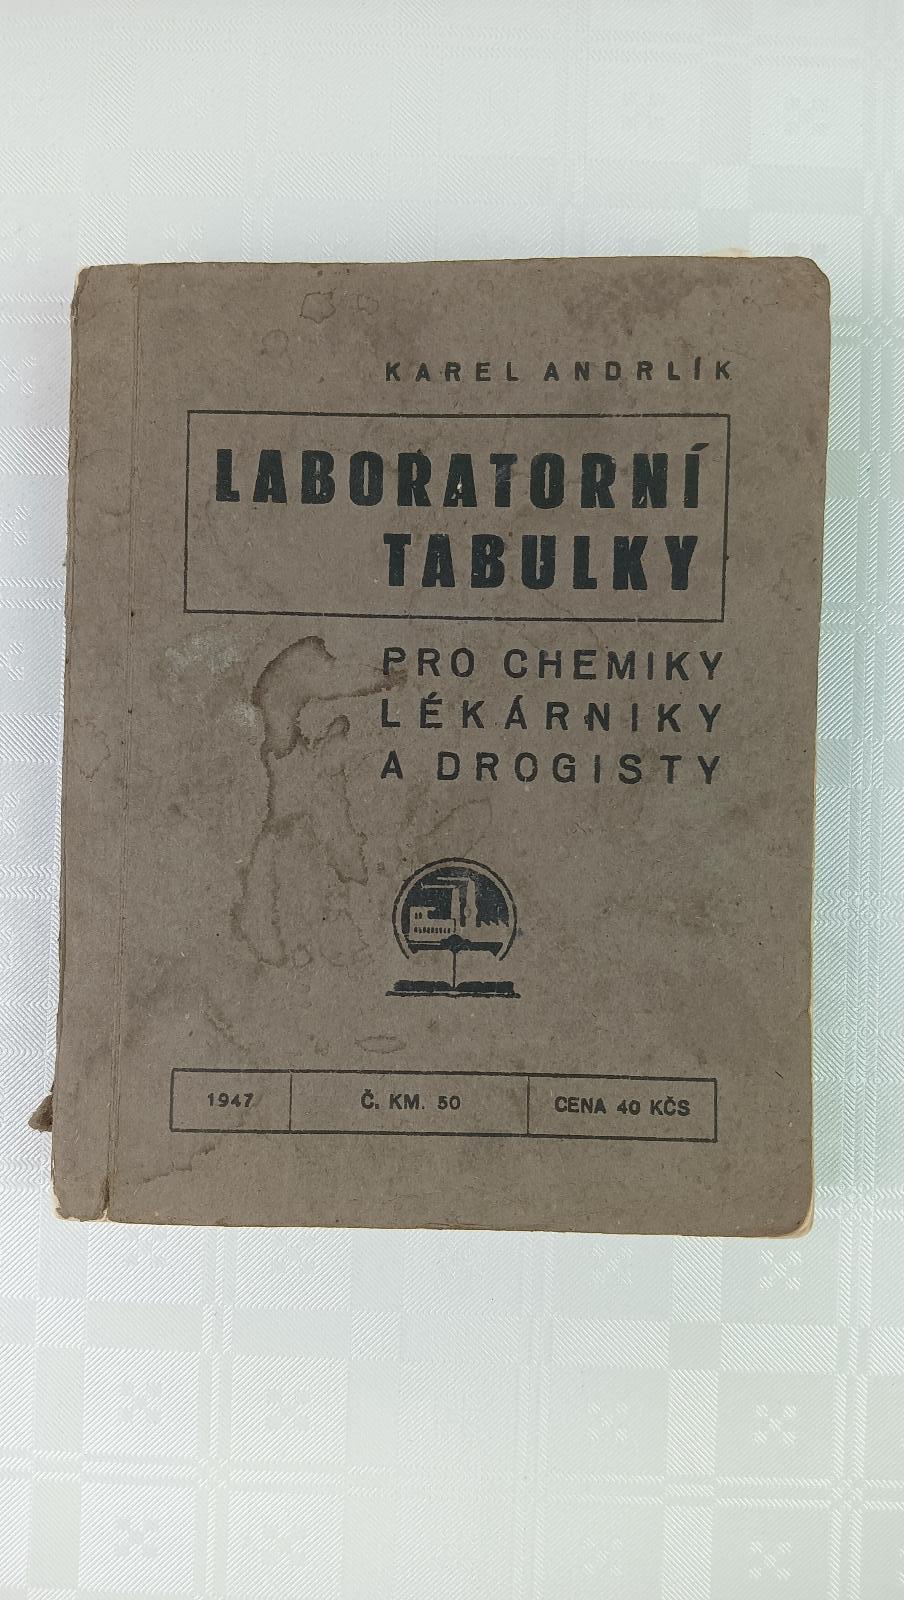 KAREL ANDRLÍK
LABORATORNÍ
TABULKY
PRO CHEMIKY
LÉKÁRNIKY
A DROGISTY
1947 Č. KM. 50 CENA 40 KČS